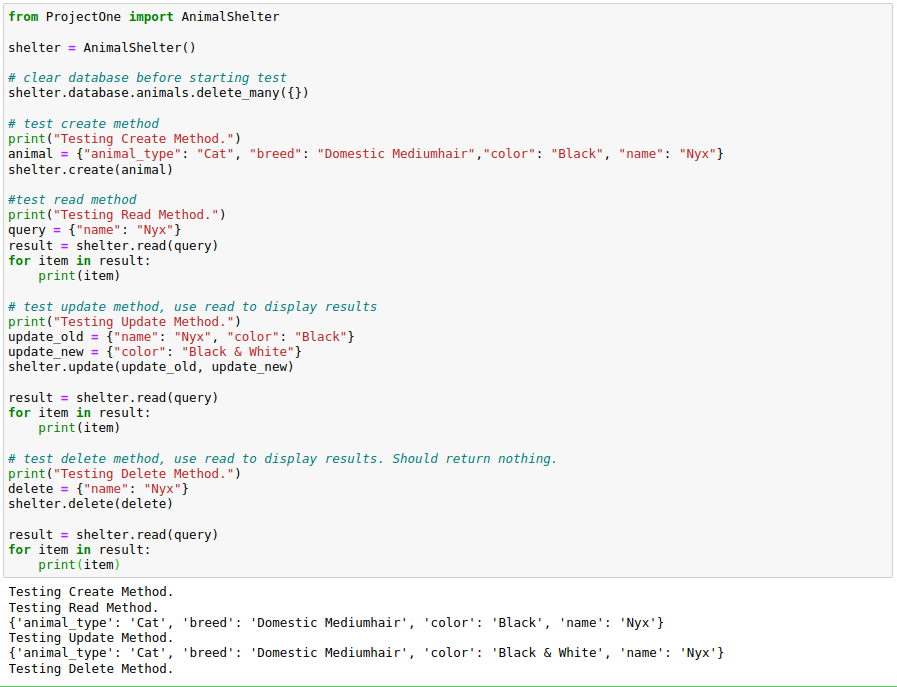 from ProjectOne import AnimalShelter
shelter = AnimalShelter()
# clear database before starting test
shelter.database.animals.delete_many({})
# test create method
print("Testing Create Method.")
animal = {"animal_type": "Cat", "breed": "Domestic Mediumhair","color": "Black", "name": "Nyx"}
shelter.create(animal)
#test read method
print("Testing Read Method.")
query = {"name": "Nyx"}
result = shelter.read(query)
for item in result:
    print(item)
# test update method, use read to display results
print("Testing Update Method.")
update_old = {"name": "Nyx", "color": "Black"}
update_new = {"color": "Black & White"}
shelter.update(update_old, update_new)
result = shelter.read(query)
for item in result:
    print(item)
# test delete method, use read to display results. Should return nothing.
print("Testing Delete Method.")
delete = {"name": "Nyx"}
shelter.delete(delete)
result = shelter.read(query)
for item in result:
    print(item)
Testing Create Method.
Testing Read Method.
{'animal_type': 'Cat', 'breed': 'Domestic Mediumhair', 'color': 'Black', 'name': 'Nyx'}
Testing Update Method.
{'animal_type': 'Cat', 'breed': 'Domestic Mediumhair', 'color': 'Black & White', 'name': 'Nyx'}
Testing Delete Method.